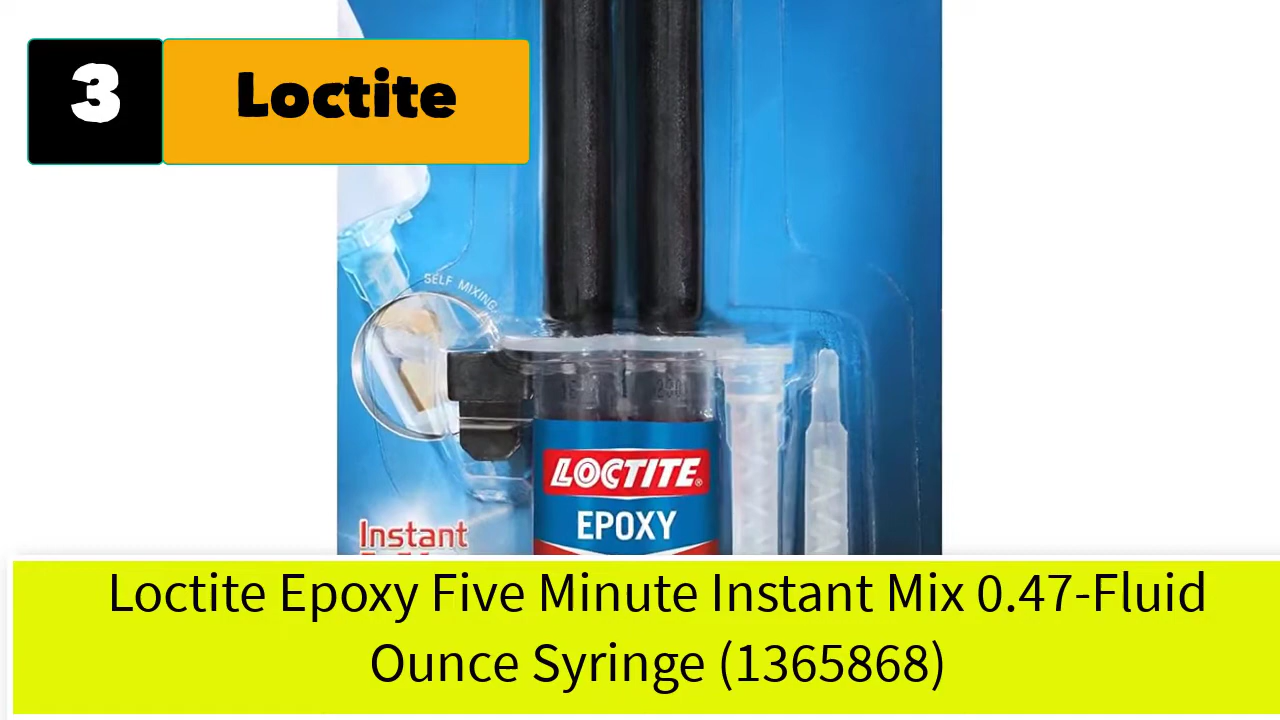 3
Loctite
SELF MIXING
LOCTITE®
EPOXY
Instant
Loctite Epoxy Five Minute Instant Mix 0.47-Fluid
Ounce Syringe (1365868)